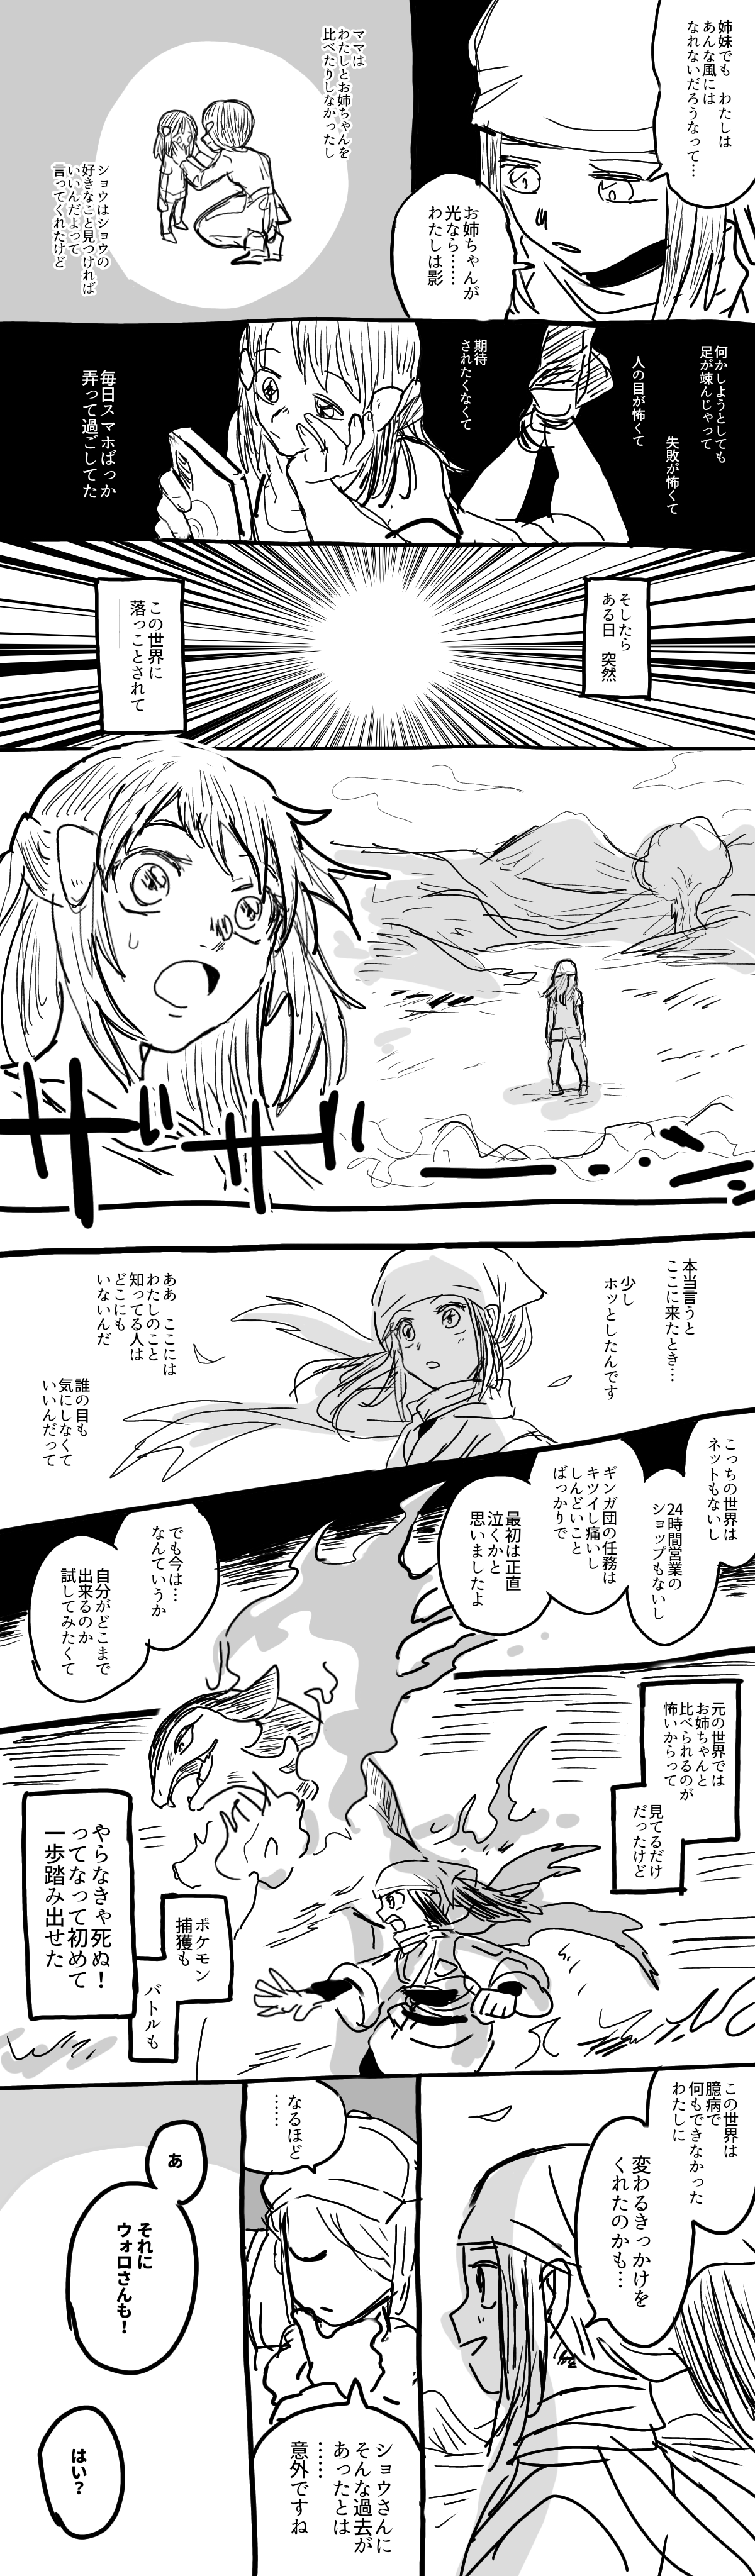 姉妹でも わたしは
あんな風には
なれないだろうなって…
お姉ちゃんが
光なら……
わたしは影
ママは
わたしとお姉ちゃんを
比べたりしなかったし
ショウはショウの
好きなこと見つければ
いいんだよって
言ってくれたけど
何かしようとしても
足が竦んじゃって
失敗が怖くて
人の目が怖くて
期待
されたくなくて
毎日スマホばっか
弄って過ごしてた
そしたら
ある日 突然
この世界に
落っことされて
――
ザザーン
本当言うと
ここに来たとき…
少し
ホッとしたんです
ああ ここには
わたしのこと
知ってる人は
どこにも
いないんだ
誰の目も
気にしなくて
いいんだって
こっちの世界は
ネットもないし
24時間営業の
ショップもないし
ギンガ団の任務は
キツイし痛いし
しんどいこと
ばっかりで
最初は正直
泣くかと
思いましたよ
でも今は…
なんていうか
自分がどこまで
出来るのか
試してみたくて
元の世界では
お姉ちゃんと
比べられるのが
怖いからって
見てるだけ
だったけど
ポケモン
捕獲も
バトルも
やらなきゃ死ぬ！
ってなって初めて
一歩踏み出せた
この世界は
臆病で
何もできなかった
わたしに
変わるきっかけを
くれたのかも…
なるほど
……
ショウさんに
そんな過去が
あったとは
……
意外ですね
あ
それに
ウォロさんも！
はい？